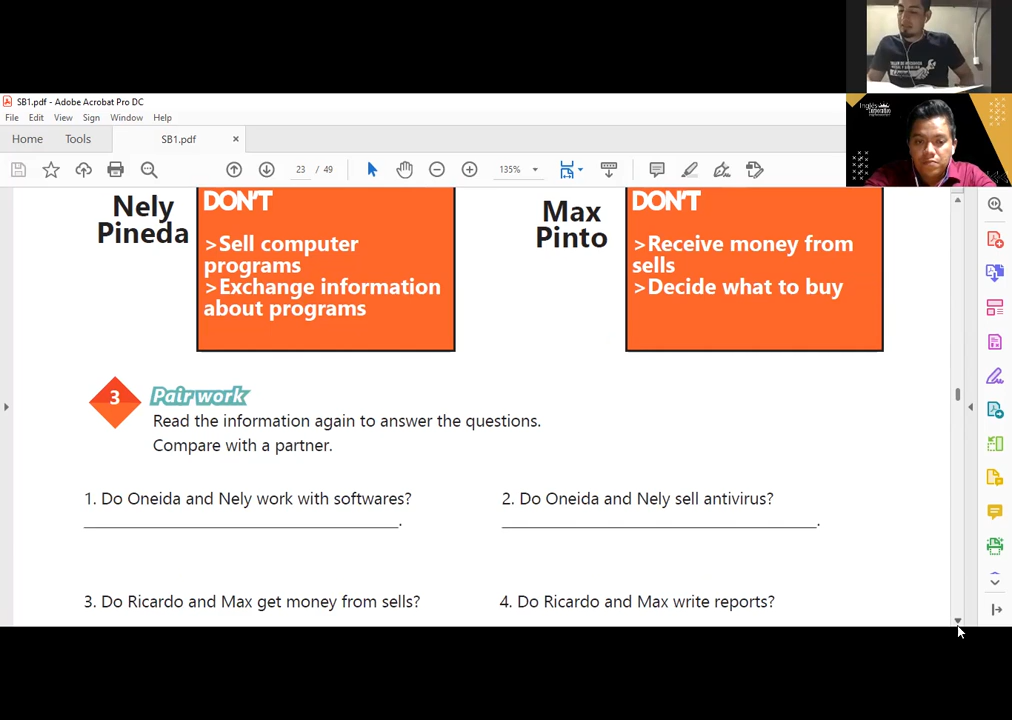 SB1.pdf - Adobe Acrobat Pro DC
File Edit View Sign Window Help
Home Tools SB1.pdf ×
23 / 49 135%
Inglés
Corporativo
Nely
Pineda
DON'T
>Sell computer
programs
>Exchange information
about programs
Max
Pinto
DON'T
>Receive money from
sells
>Decide what to buy
3 Pair work
Read the information again to answer the questions.
Compare with a partner.
1. Do Oneida and Nely work with softwares?
2. Do Oneida and Nely sell antivirus?
3. Do Ricardo and Max get money from sells?
4. Do Ricardo and Max write reports?